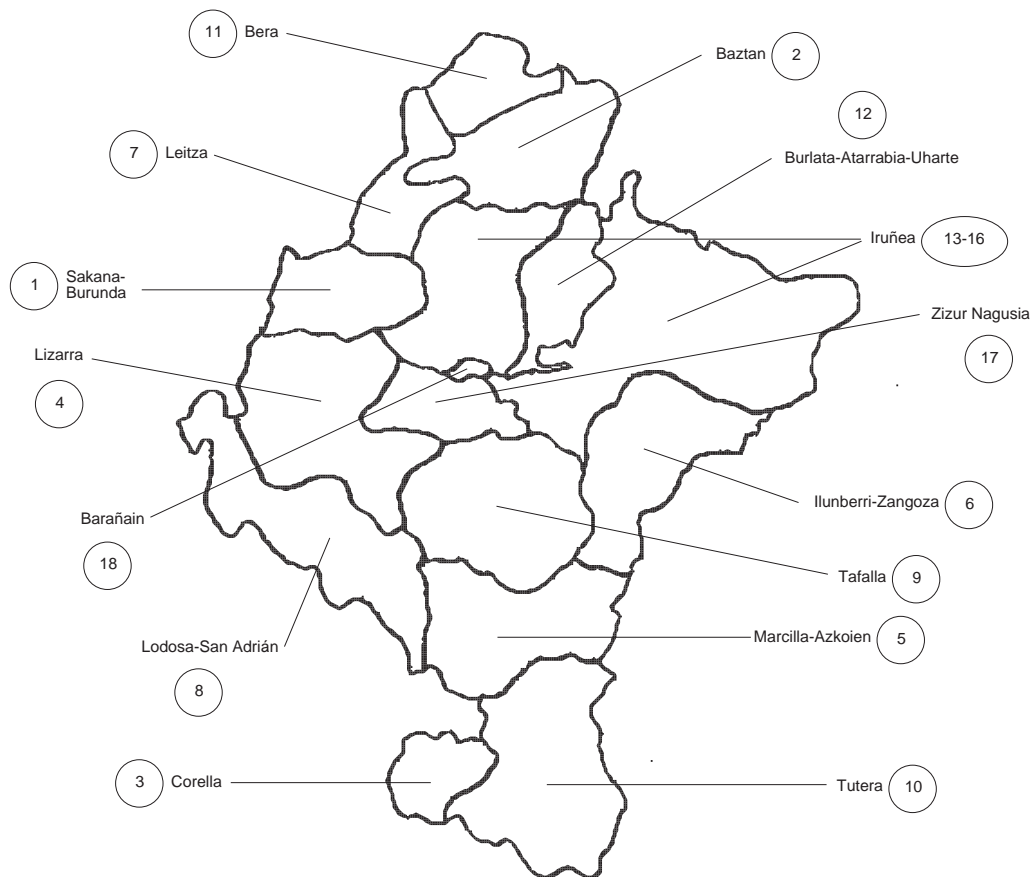 11 Bera
Baztan 2
12
7 Leitza
Burlata-Atarrabia-Uharte
Iruñea 13-16
1 Sakana-
Burunda
Zizur Nagusia
17
Lizarra
4
Ilunberri-Zangoza 6
Barañain
18
Tafalla 9
Marcilla-Azkoien 5
Lodosa-San Adrián
8
3 Corella
Tutera 10